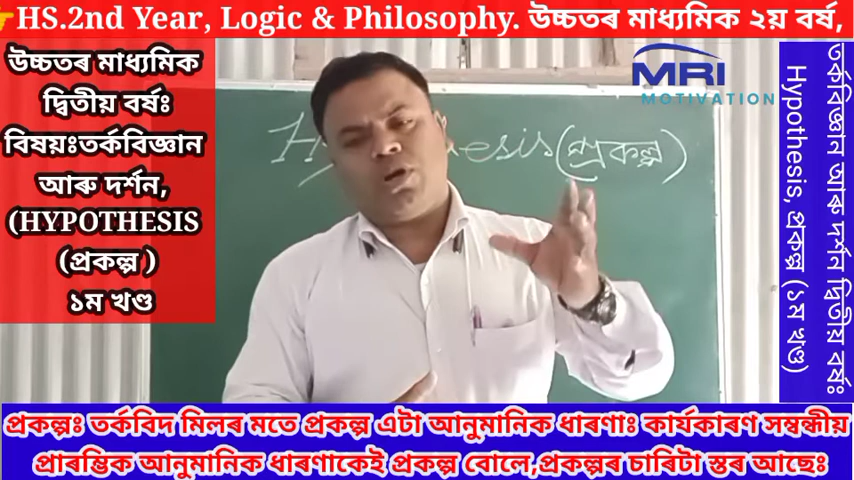 HS.2nd Year, Logic & Philosophy. উচ্চতৰ মাধ্যমিক ২য় বৰ্ষ,
উচ্চতৰ মাধ্যমিক
দ্বিতীয় বৰ্ষঃ
বিষয়ঃতৰ্কবিজ্ঞান
আৰু দৰ্শন,
(HYPOTHESIS
(প্ৰকল্প )
১ম খণ্ড
MRI
MOTIVATION
esis (প্ৰকল্প)
তৰ্কবিজ্ঞান আৰু দৰ্শন দ্বিতীয় বৰ্ষঃ
Hypothesis, প্ৰকল্প (১ম খণ্ড)
প্ৰকল্পঃ তৰ্কবিদ মিলৰ মতে প্ৰকল্প এটা আনুমানিক ধাৰণাঃ কাৰ্যকাৰণ সম্বন্ধীয়
প্ৰাৰম্ভিক আনুমানিক ধাৰণাকেই প্ৰকল্প বোলে,প্ৰকল্পৰ চাৰিটা স্তৰ আছেঃ